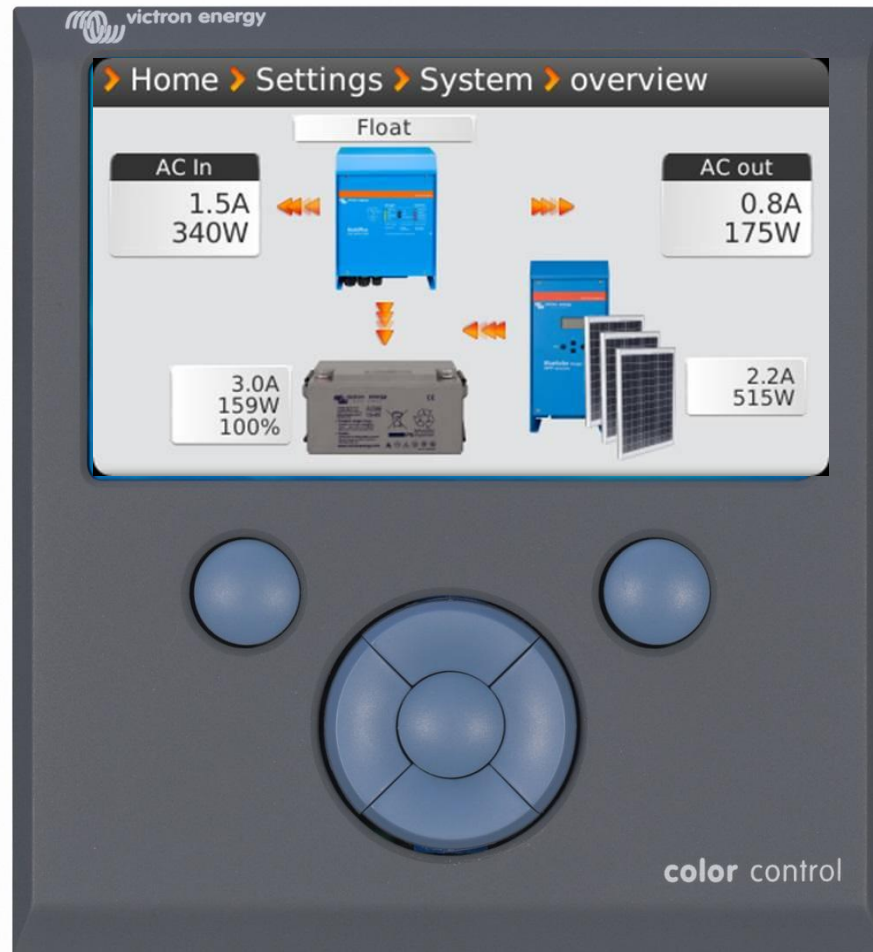 victron energy
Home Settings System overview
Float
AC In
1.5A
340W
AC out
0.8A
175W
3.0A
159W
100%
2.2A
515W
color control